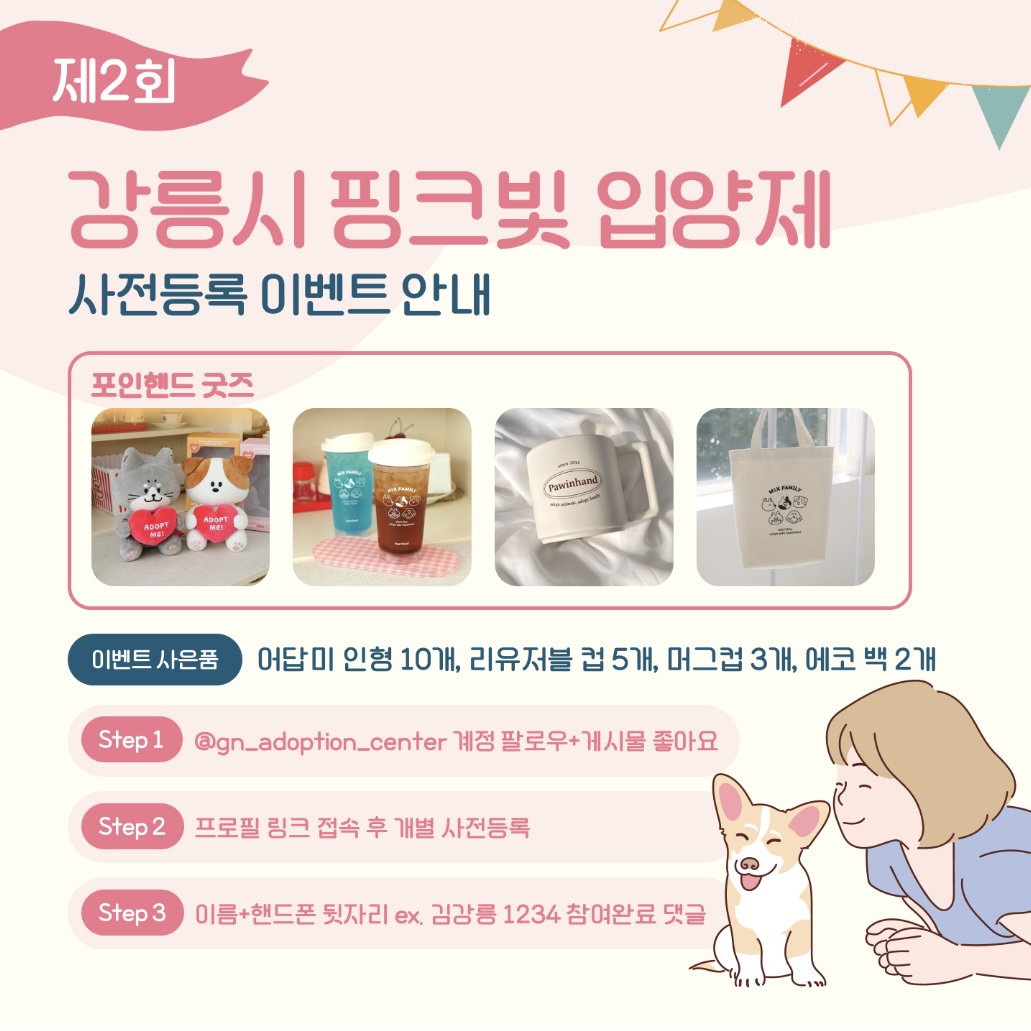 제2회
강릉시 핑크빛 입양제
사전등록 이벤트 안내
포인핸드 굿즈
ADOPT
ME!
ADOPT
ME!
MIX FAMILY
MIX FAMILY
since 2013
Pawinhand
MIX FAMILY
이벤트 사은품
어답미 인형 10개, 리유저블 컵 5개, 머그컵 3개, 에코 백 2개
Step 1
@gn_adoption_center 계정 팔로우+게시물 좋아요
Step 2
프로필 링크 접속 후 개별 사전등록
Step 3
이름+핸드폰 뒷자리 ex. 김강릉 1234 참여완료 댓글